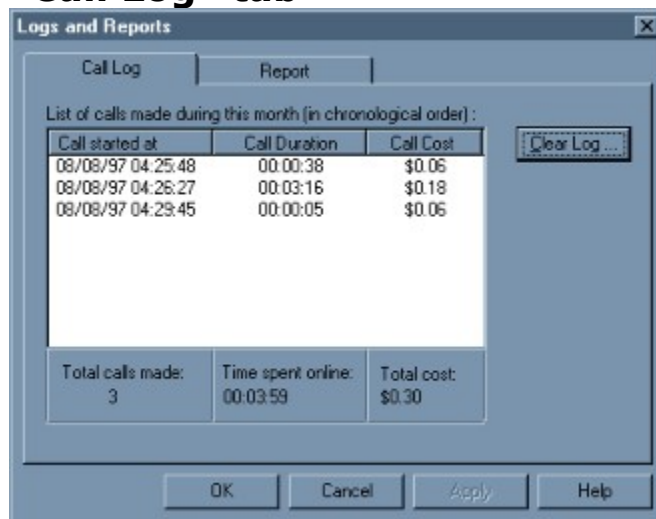 Logs and Reports
Call Log Report
List of calls made during this month (in chronological order) :
Call started at Call Duration Call Cost Clear Log ...
08/08/97 04:25:48 00:00:38 $0.06
08/08/97 04:26:27 00:03:16 $0.18
08/08/97 04:29:45 00:00:05 $0.06
Total calls made: Time spent online: Total cost:
3 00:03:59 $0.30
OK Cancel Apply Help